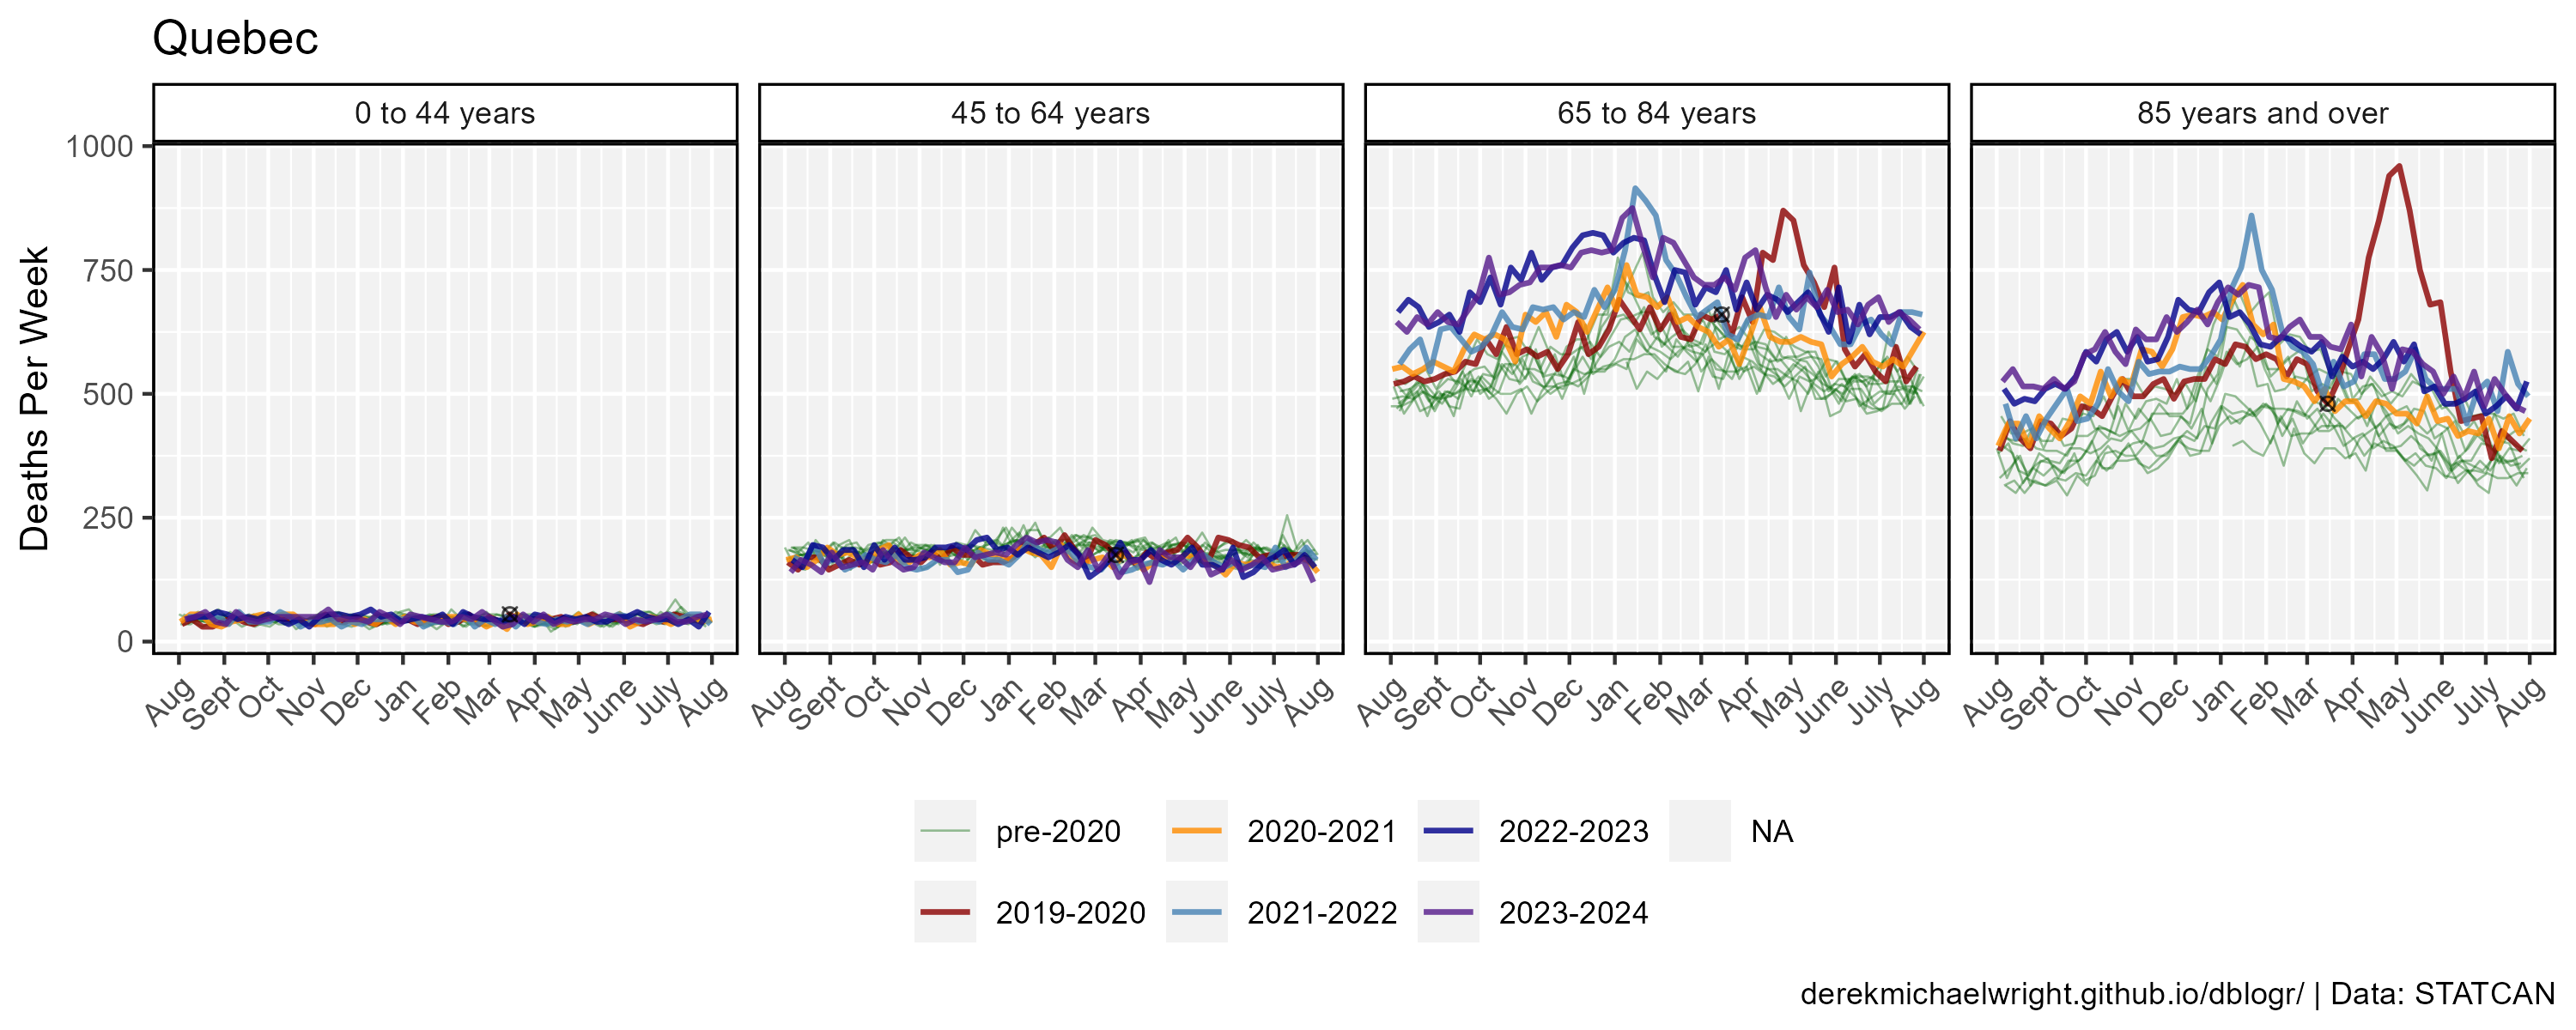 Quebec
0 to 44 years 45 to 64 years 65 to 84 years 85 years and over
Deaths Per Week
1000
750
500
250
0
Aug Sept Oct Nov Dec Jan Feb Mar Apr May June July Aug Aug Sept Oct Nov Dec Jan Feb Mar Apr May June July Aug Aug Sept Oct Nov Dec Jan Feb Mar Apr May June July Aug Aug Sept Oct Nov Dec Jan Feb Mar Apr May June July Aug
pre-2020 2020-2021 2022-2023 NA
2019-2020 2021-2022 2023-2024
derekmichaelwright.github.io/dblogr/ | Data: STATCAN